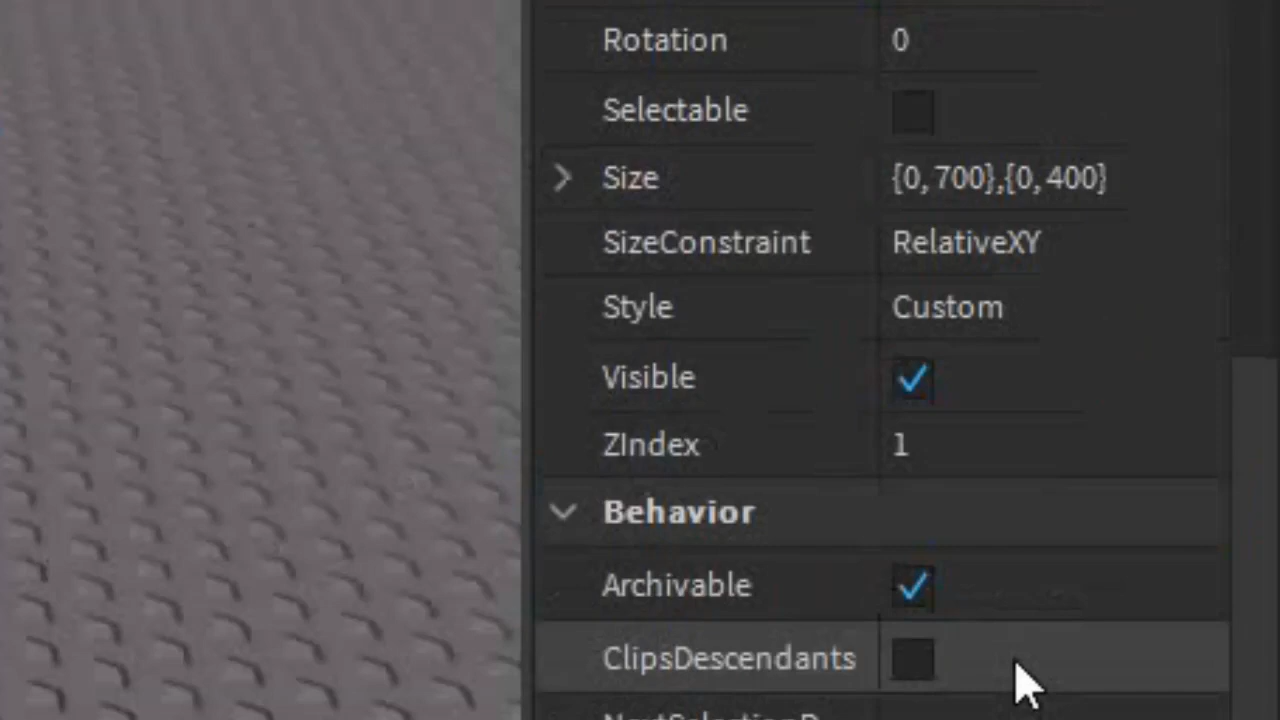 Rotation 0
Selectable
Size {0, 700},{0, 400}
SizeConstraint RelativeXY
Style Custom
Visible
ZIndex 1
Behavior
Archivable
ClipsDescendants